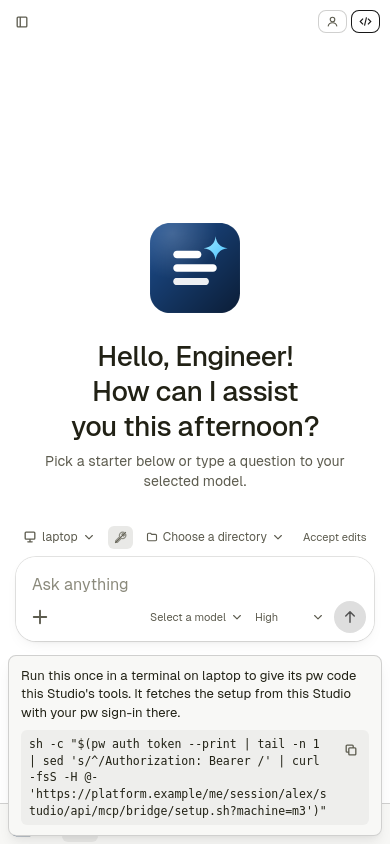 Hello, Engineer!
How can I assist
you this afternoon?
Pick a starter below or type a question to your
selected model.
laptop
Choose a directory
Accept edits
Ask anything
Select a model
High
Run this once in a terminal on laptop to give its pw code
this Studio's tools. It fetches the setup from this Studio
with your pw sign-in there.
sh -c "$(pw auth token --print | tail -n 1
| sed 's/^/Authorization: Bearer /' | curl
-fsS -H @-
'https://platform.example/me/session/alex/s
tudio/api/mcp/bridge/setup.sh?machine=m3')"